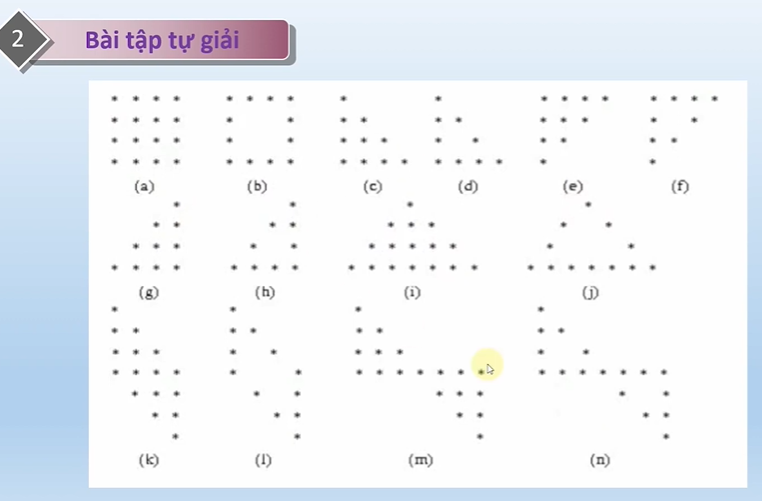 2
Bài tập tự giải
* * * *   * * * *   *         *         * * * *   * * * *
* * * *   *     *   * *       * *       * * *     *   *
* * * *   *     *   * * *     *   *     * *       * *
* * * *   * * * *   * * * *   * * * *   *         *
(a) (b) (c) (d) (e) (f)
      *         *         *               *
    * *       * *       * * *           *   *
  * * *     *   *     * * * * *       *       *
* * * *   * * * *   * * * * * * *   * * * * * * *
(g) (h) (i) (j)
*         *         *               *
* *       * *       * *             * *
* * *     *   *     * * *           *   *
* * * *   *     *   * * * * * * *   * * * * * * *
  * * *     *   *           * * *           *   *
    * *       * *             * *             * *
      *         *               *               *
(k) (l) (m) (n)